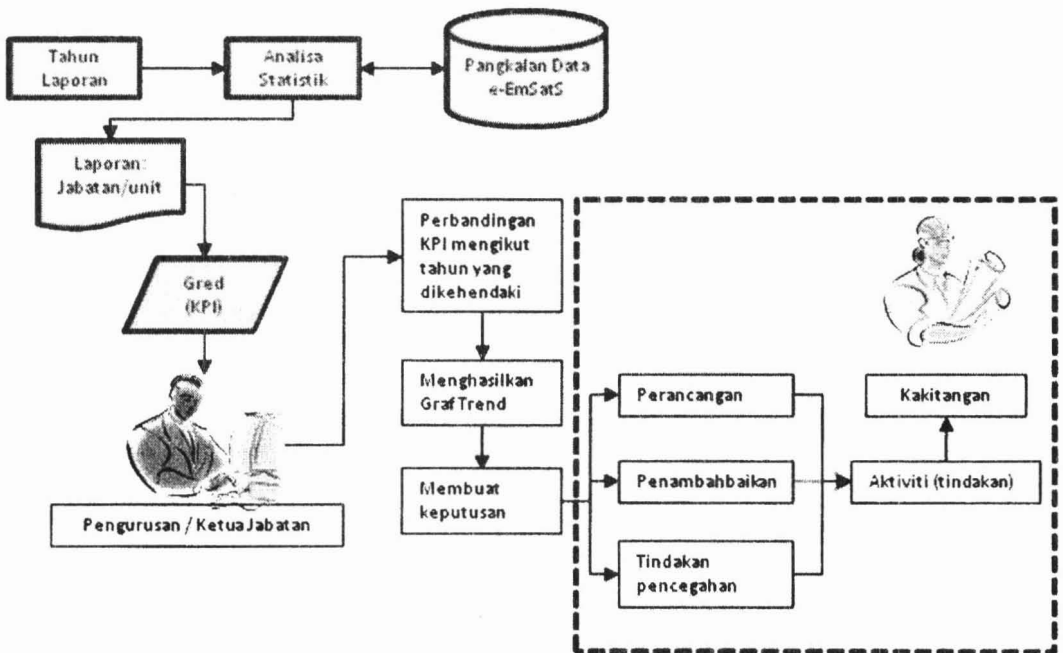 Tahun
Laporan
Analisa
Statistik
Pangkalan Data
e-EmSatS
Laporan:
Jabatan/unit
Gred
(KPI)
Pengurusan / Ketua Jabatan
Perbandingan
KPI mengikut
tahun yang
dikehendaki
Menghasilkan
Graf Trend
Membuat
keputusan
Perancangan
Penambahbaikan
Tindakan
pencegahan
Kakitangan
Aktiviti (tindakan)